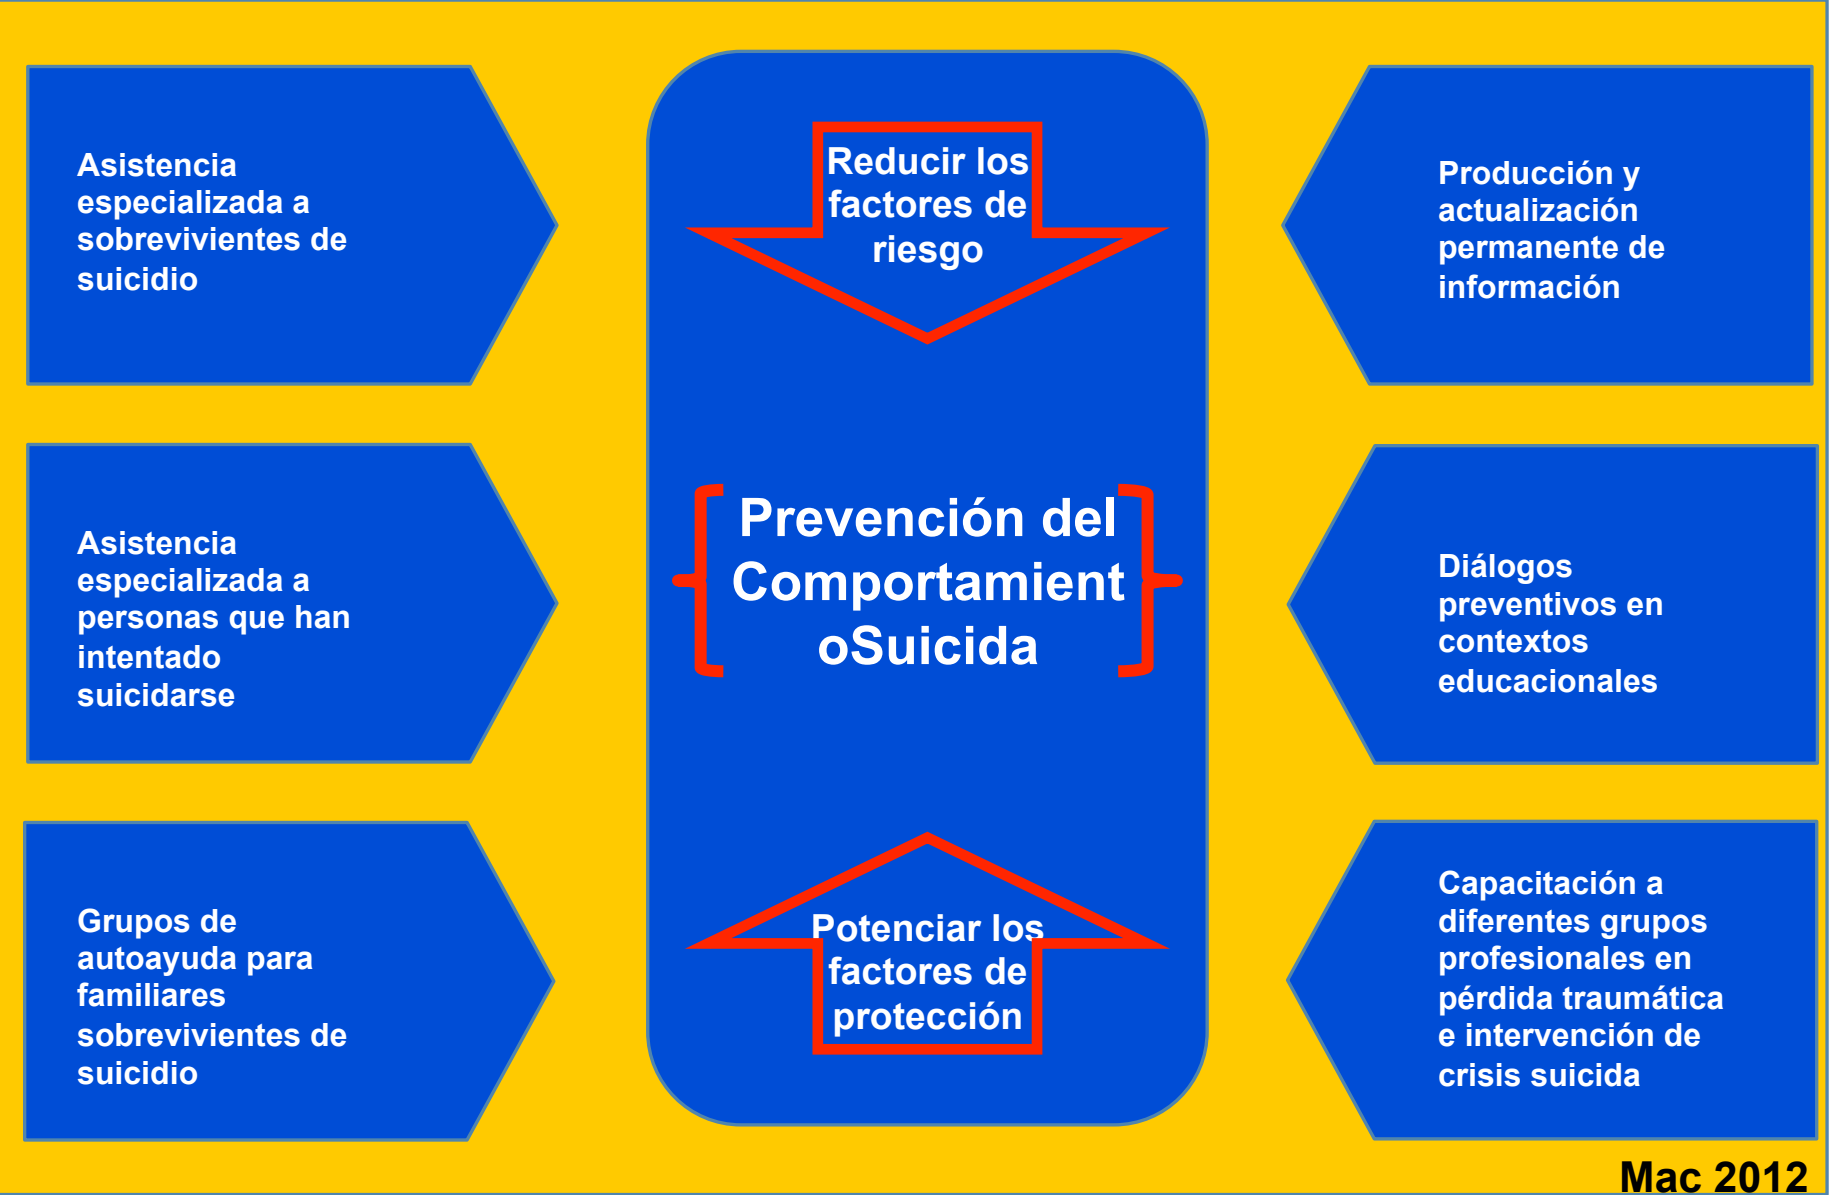 Asistencia
especializada a
sobrevivientes de
suicidio
Asistencia
especializada a
personas que han
intentado
suicidarse
Grupos de
autoayuda para
familiares
sobrevivientes de
suicidio
Reducir los
factores de
riesgo
Prevención del
Comportamient
oSuicida
Potenciar los
factores de
protección
Producción y
actualización
permanente de
información
Diálogos
preventivos en
contextos
educacionales
Capacitación a
diferentes grupos
profesionales en
pérdida traumática
e intervención de
crisis suicida
Mac 2012